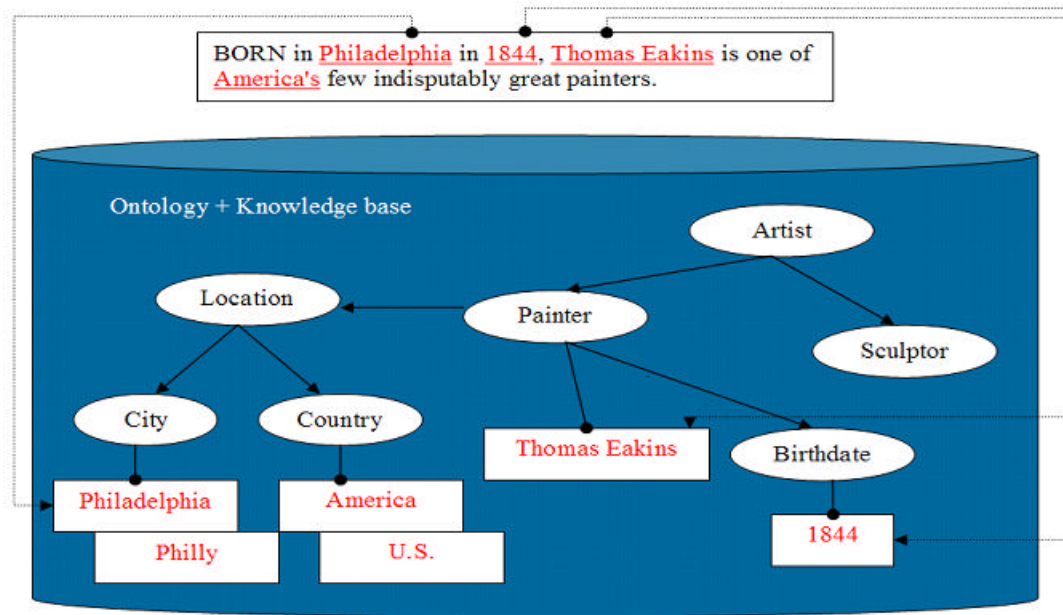 BORN in Philadelphia in 1844, Thomas Eakins is one of
America's few indisputably great painters.
Ontology + Knowledge base
Artist
Location
Painter
Sculptor
City
Country
Thomas Eakins
Birthdate
Philadelphia
America
Philly
U.S.
1844